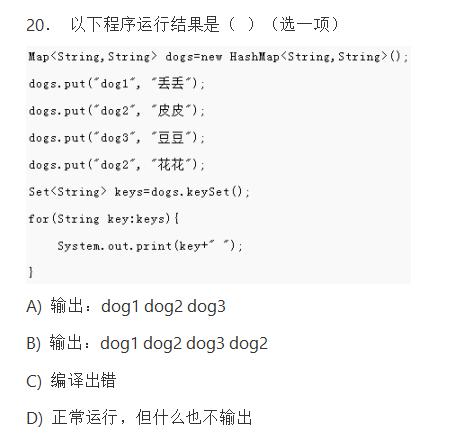 20. 以下程序运行结果是（ ）（选一项）
Map<String,String> dogs=new HashMap<String,String>();
dogs.put("dog1", "丢丢");
dogs.put("dog2", "皮皮");
dogs.put("dog3", "豆豆");
dogs.put("dog2", "花花");
Set<String> keys=dogs.keySet();
for(String key:keys){
    System.out.print(key+" ");
}
A) 输出：dog1 dog2 dog3
B) 输出：dog1 dog2 dog3 dog2
C) 编译出错
D) 正常运行，但什么也不输出